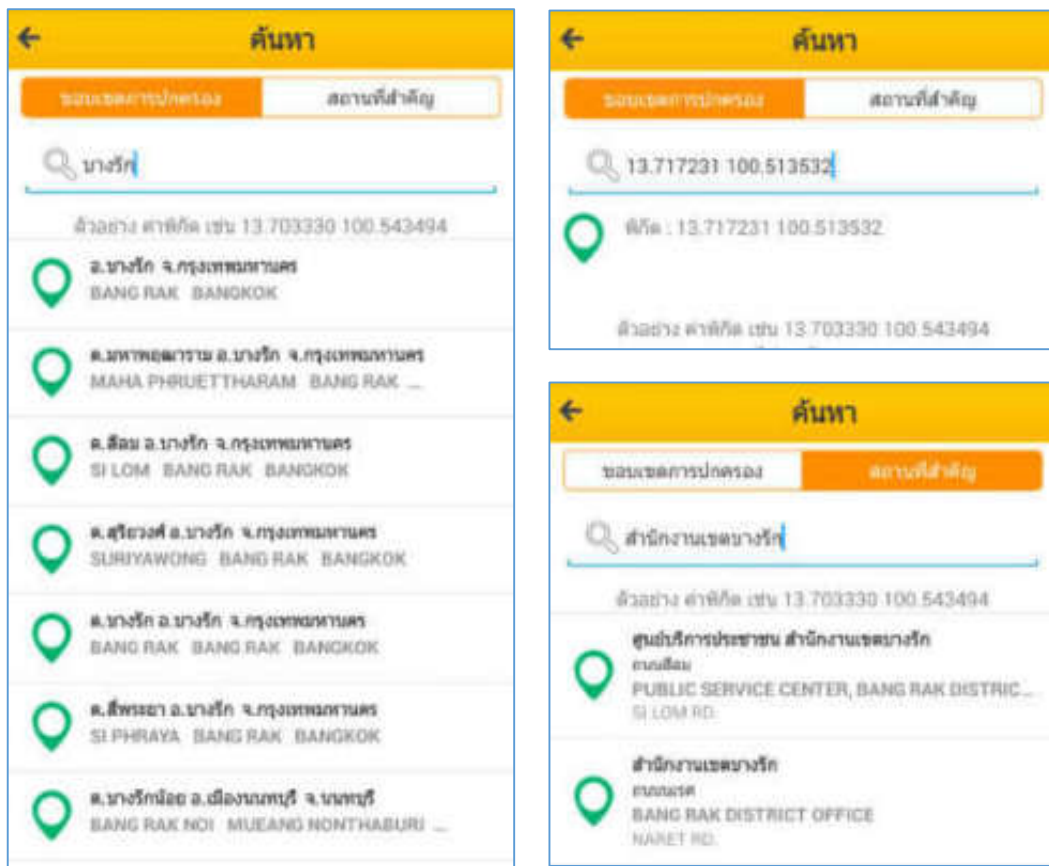 ค้นหา
ขอบเขตการปกครอง
สถานที่สำคัญ
บางรัก
ตัวอย่าง ค่าพิกัด เช่น 13.703330 100.543494
อ.บางรัก จ.กรุงเทพมหานคร
BANG RAK BANGKOK
ต.มหาพฤฒาราม อ.บางรัก จ.กรุงเทพมหานคร
MAHA PHRUETTHARAM BANG RAK ...
ต.สีลม อ.บางรัก จ.กรุงเทพมหานคร
SI LOM BANG RAK BANGKOK
ต.สุริยวงศ์ อ.บางรัก จ.กรุงเทพมหานคร
SURIYAWONG BANG RAK BANGKOK
ต.บางรัก อ.บางรัก จ.กรุงเทพมหานคร
BANG RAK BANG RAK BANGKOK
ต.สี่พระยา อ.บางรัก จ.กรุงเทพมหานคร
SI PHRAYA BANG RAK BANGKOK
ต.บางรักน้อย อ.เมืองนนทบุรี จ.นนทบุรี
BANG RAK NOI MUEANG NONTHABURI ...
ค้นหา
ขอบเขตการปกครอง
สถานที่สำคัญ
13.717231 100.513532
พิกัด : 13.717231 100.513532
ตัวอย่าง ค่าพิกัด เช่น 13.703330 100.543494
ค้นหา
ขอบเขตการปกครอง
สถานที่สำคัญ
สำนักงานเขตบางรัก
ตัวอย่าง ค่าพิกัด เช่น 13.703330 100.543494
ศูนย์บริการประชาชน สำนักงานเขตบางรัก
ถนนสีลม
PUBLIC SERVICE CENTER, BANG RAK DISTRIC...
SI LOM RD.
สำนักงานเขตบางรัก
ถนนนเรศ
BANG RAK DISTRICT OFFICE
NARET RD.